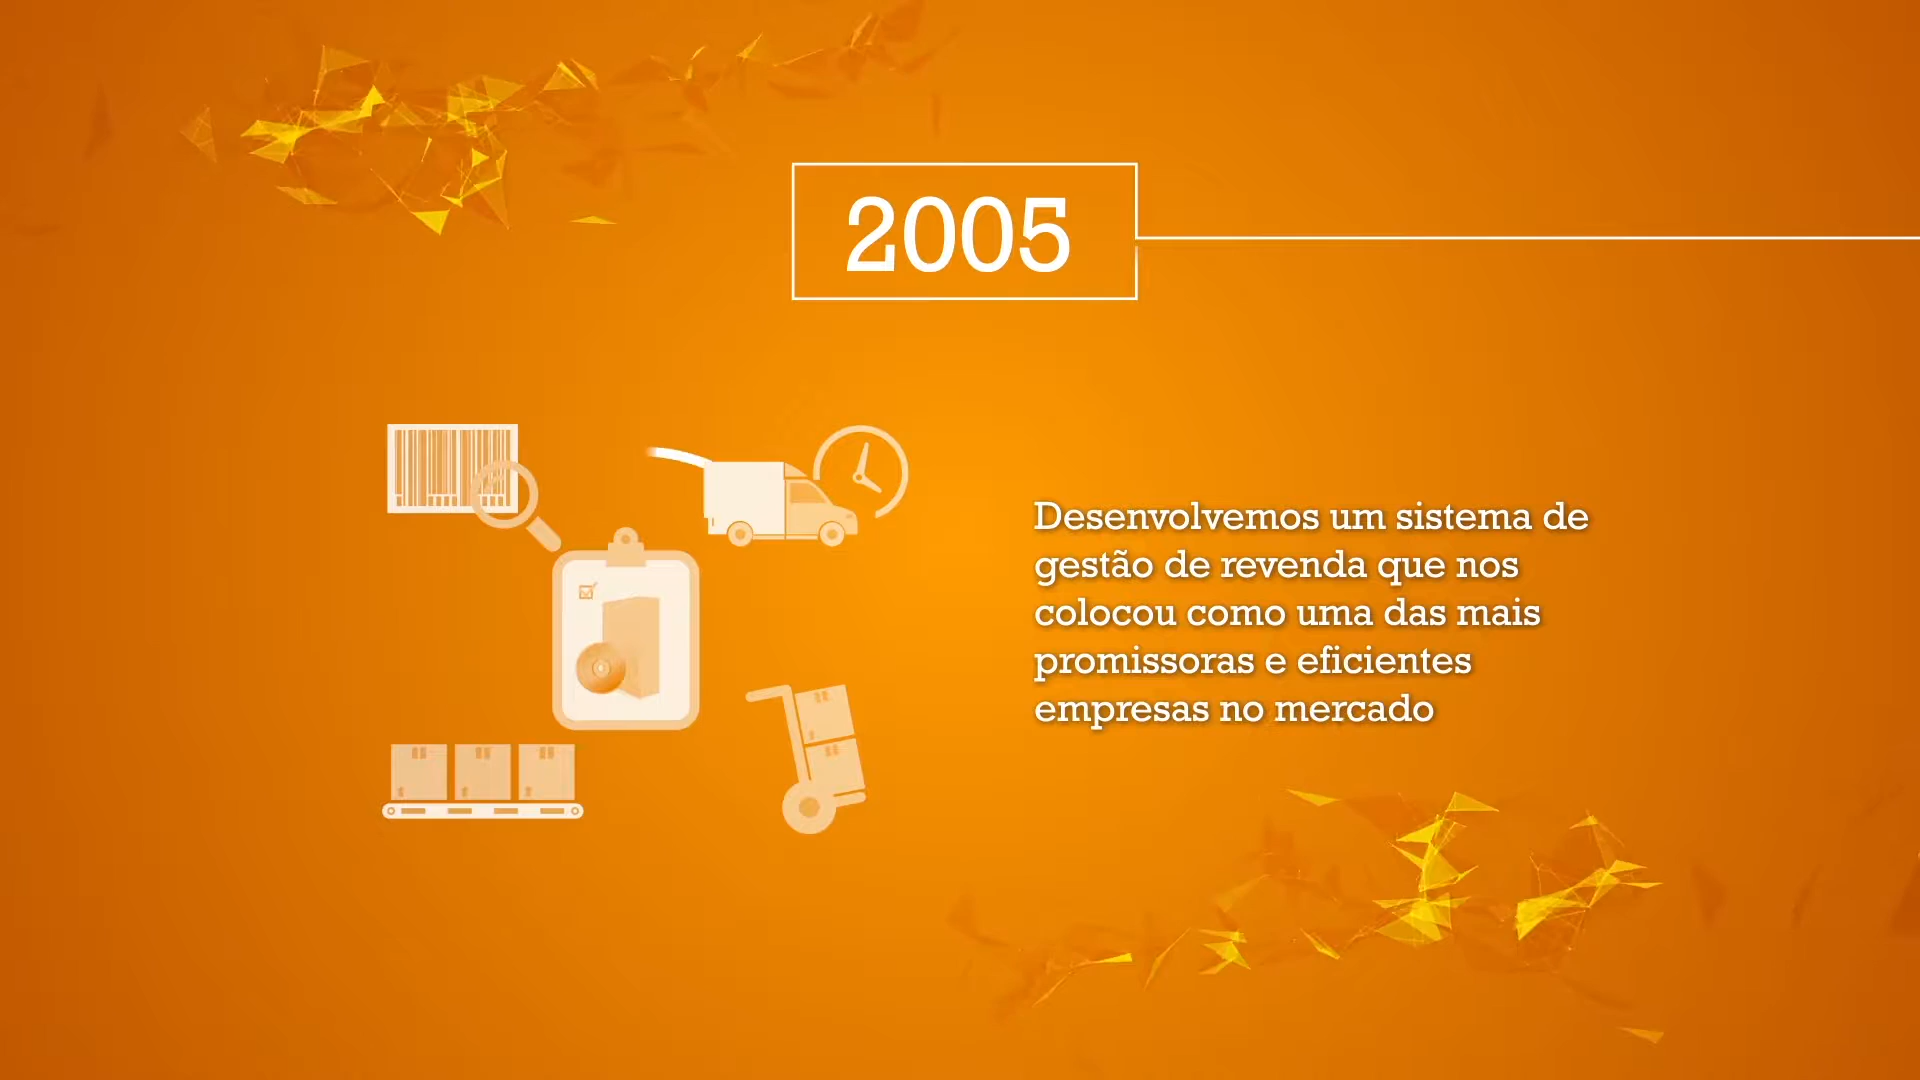 2005
Desenvolvemos um sistema de
gestão de revenda que nos
colocou como uma das mais
promissoras e eficientes
empresas no mercado